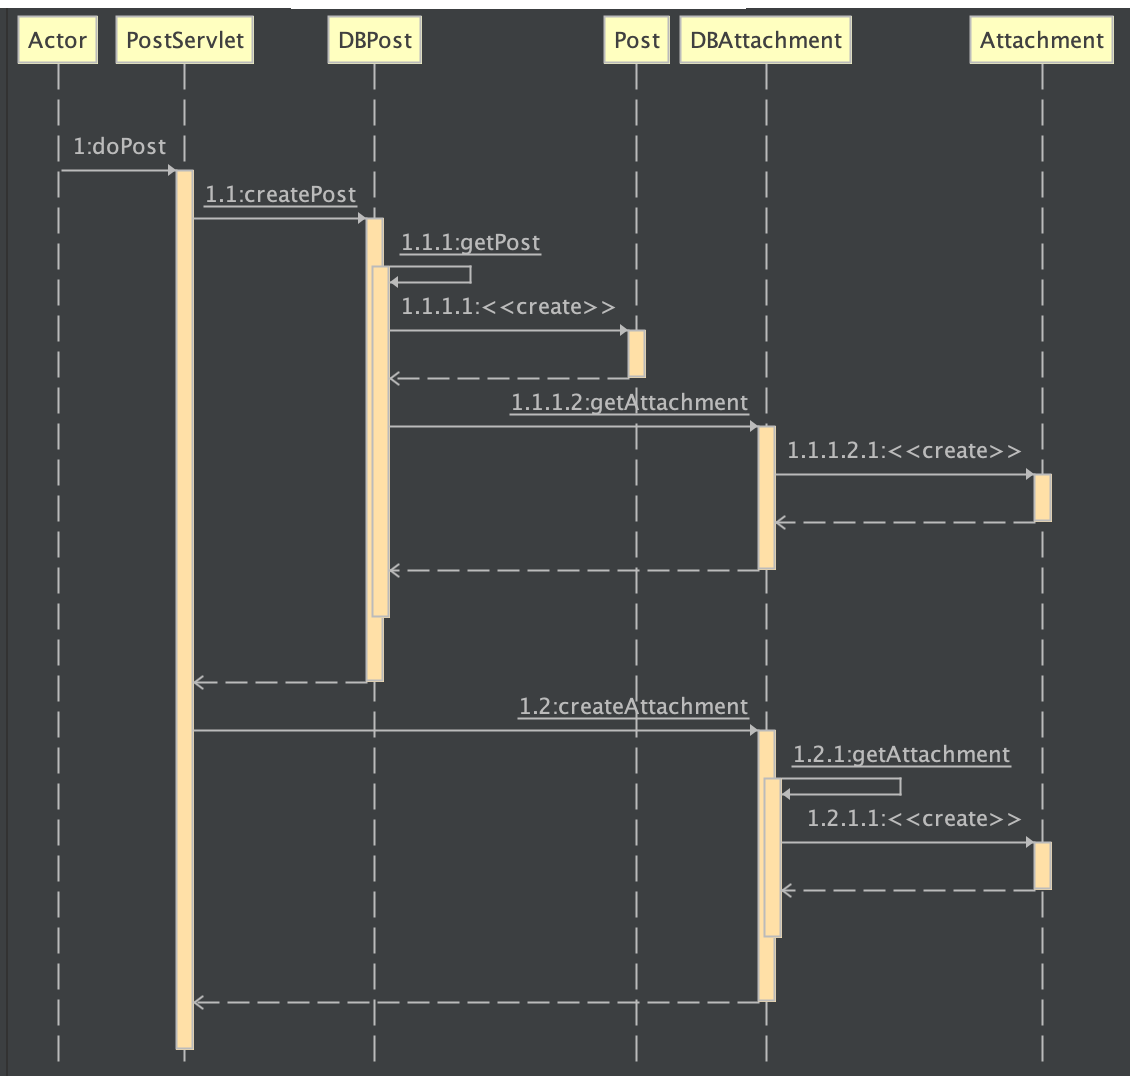 Actor PostServlet DBPost Post DBAttachment Attachment
1:doPost
1.1:createPost
1.1.1:getPost
1.1.1.1:<<create>>
1.1.1.2:getAttachment
1.1.1.2.1:<<create>>
1.2:createAttachment
1.2.1:getAttachment
1.2.1.1:<<create>>